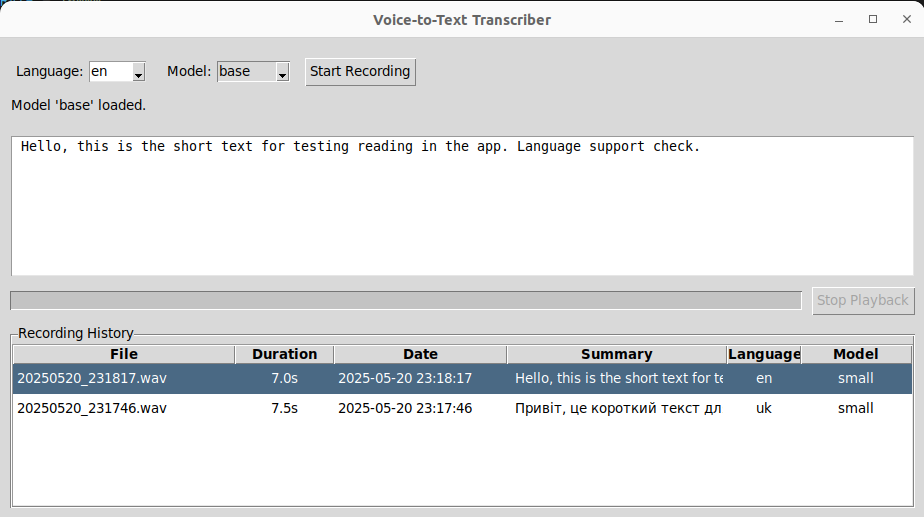 Voice-to-Text Transcriber
Language: en Model: base Start Recording
Model 'base' loaded.
Hello, this is the short text for testing reading in the app. Language support check.
Stop Playback
Recording History
File Duration Date Summary Language Model
20250520_231817.wav 7.0s 2025-05-20 23:18:17 Hello, this is the short text for te en small
20250520_231746.wav 7.5s 2025-05-20 23:17:46 Привіт, це короткий текст дл uk small